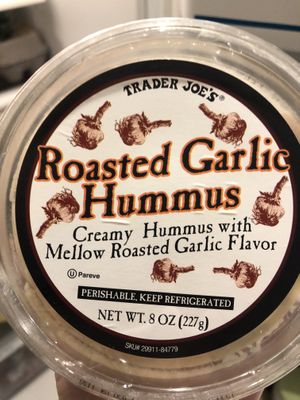 TRADER JOE'S®
Roasted Garlic
Hummus
Creamy Hummus with
Mellow Roasted Garlic Flavor
U Pareve
PERISHABLE, KEEP REFRIGERATED
NET WT. 8 OZ (227g)
SKU# 29911-84779